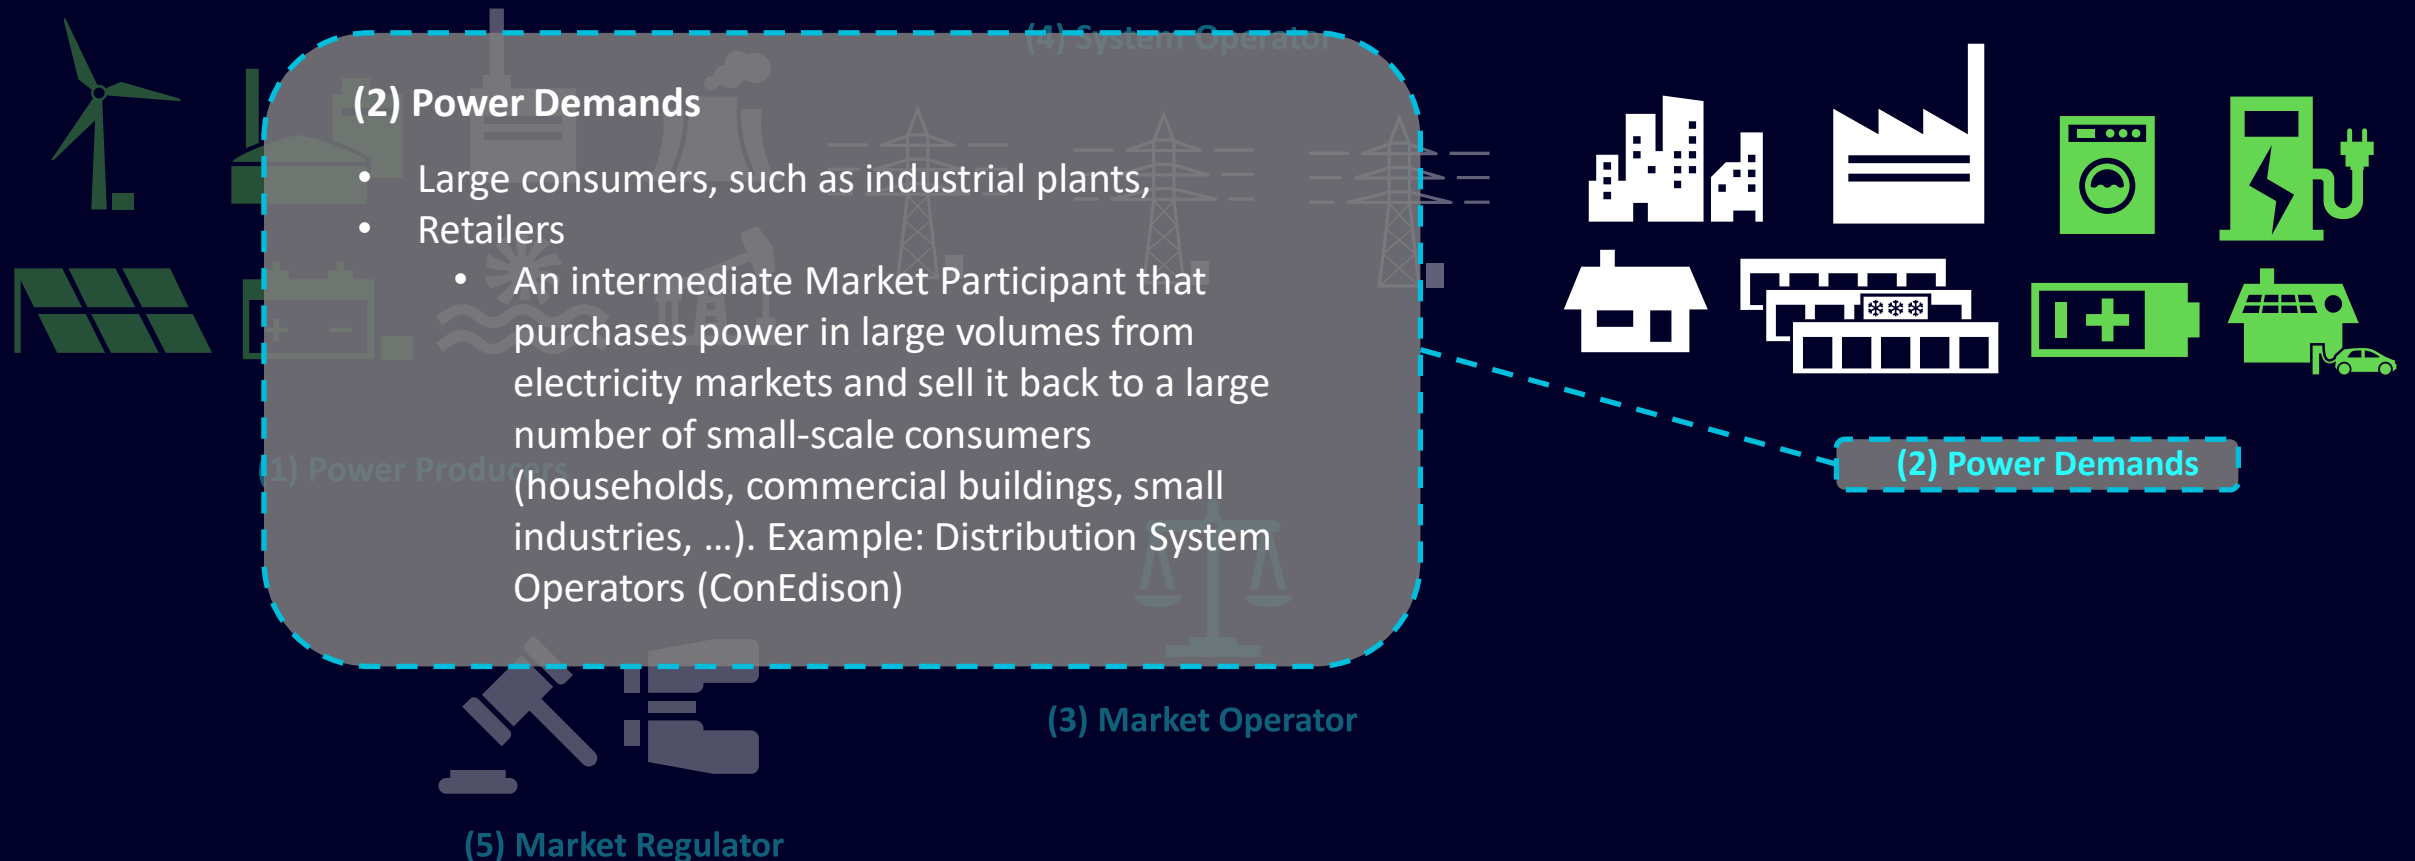 (4) System Operator
(2) Power Demands
• Large consumers, such as industrial plants,
• Retailers
• An intermediate Market Participant that
purchases power in large volumes from
electricity markets and sell it back to a large
number of small-scale consumers
(households, commercial buildings, small
industries, …). Example: Distribution System
Operators (ConEdison)
(1) Power Producers
(2) Power Demands
(3) Market Operator
(5) Market Regulator